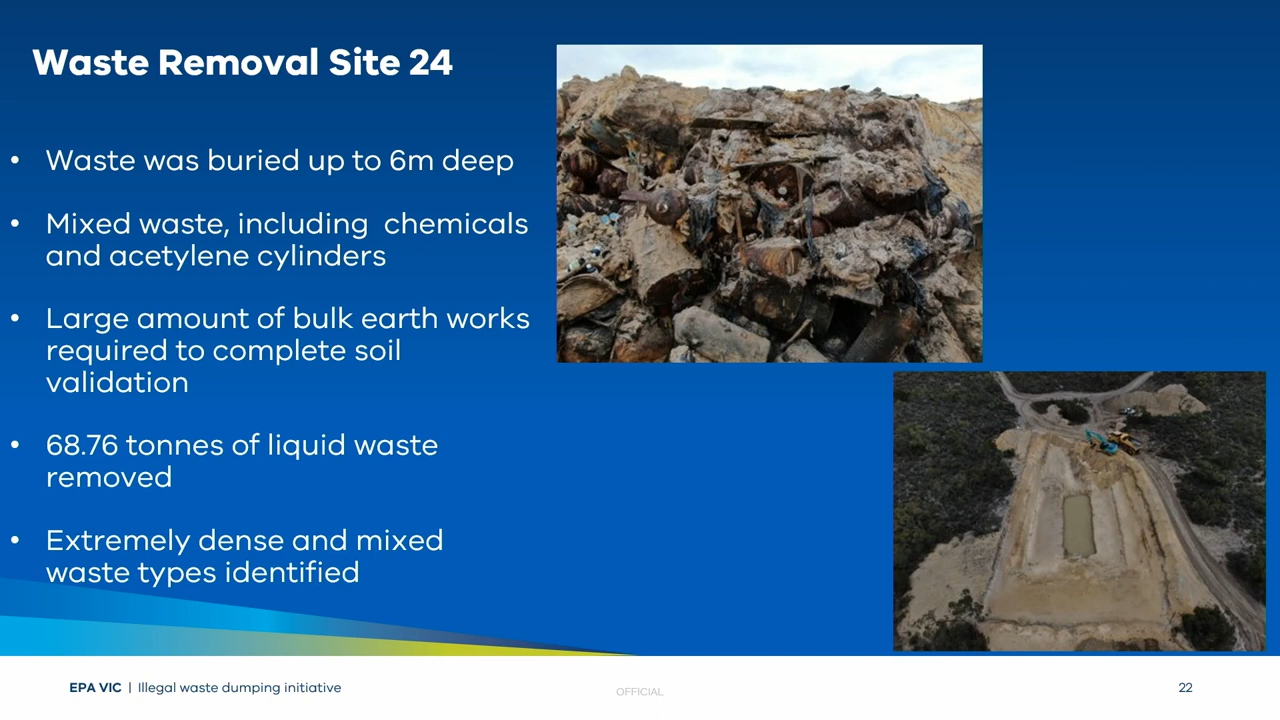 Waste Removal Site 24
• Waste was buried up to 6m deep
• Mixed waste, including  chemicals
and acetylene cylinders
• Large amount of bulk earth works
required to complete soil
validation
• 68.76 tonnes of liquid waste
removed
• Extremely dense and mixed
waste types identified
EPA VIC | Illegal waste dumping initiative
OFFICIAL
22